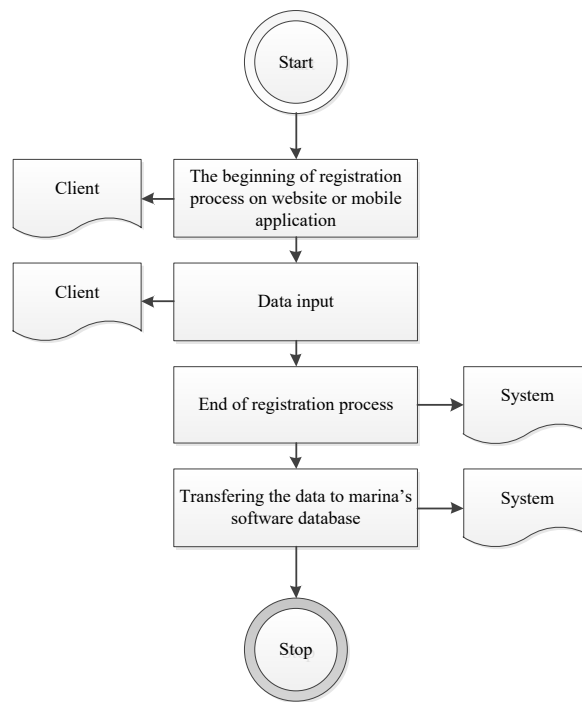 Start
Client
The beginning of registration
process on website or mobile
application
Client
Data input
End of registration process
System
Transfering the data to marina's
software database
System
Stop